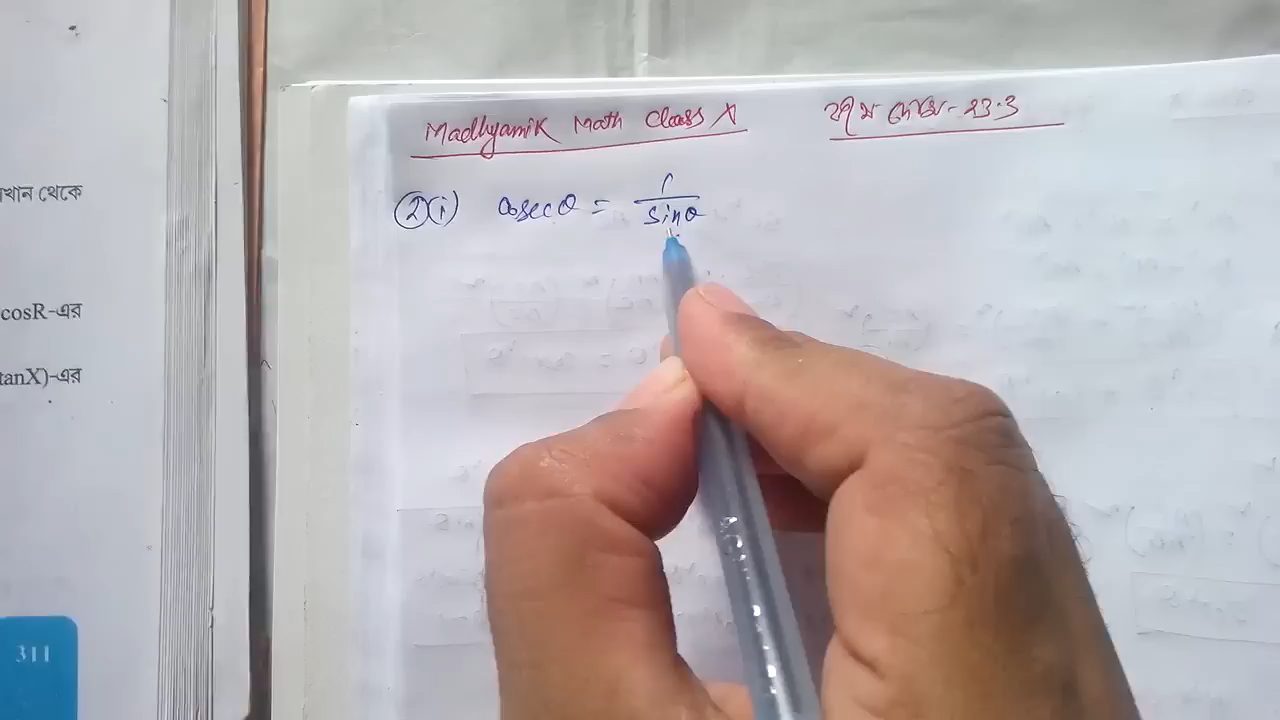 খান থেকে
cosR-এর
tanX)-এর
311
Madhyamik Math Class X
কষে দেখি-23.3
2(i) cosecθ = 1/sinθ